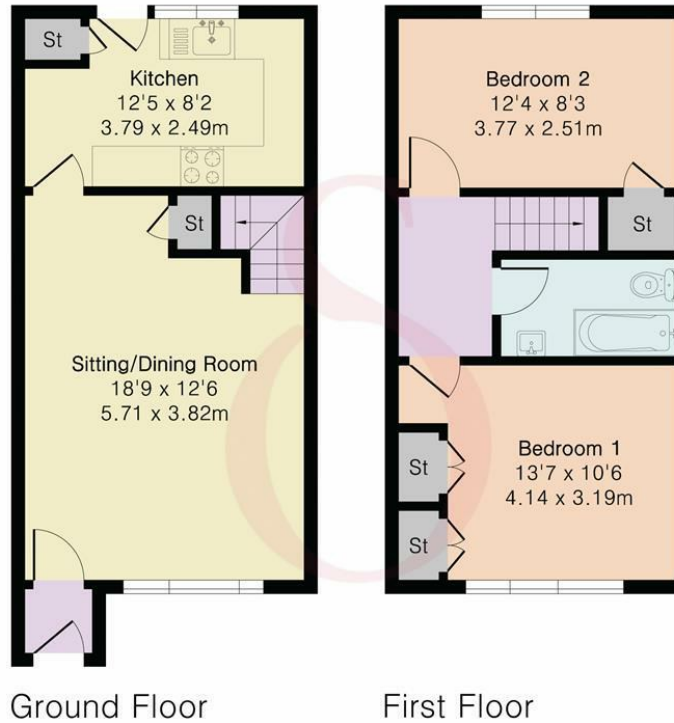 St
Kitchen
12'5 x 8'2
3.79 x 2.49m
St
Sitting/Dining Room
18'9 x 12'6
5.71 x 3.82m
Ground Floor
Bedroom 2
12'4 x 8'3
3.77 x 2.51m
St
Bedroom 1
13'7 x 10'6
4.14 x 3.19m
St
St
First Floor